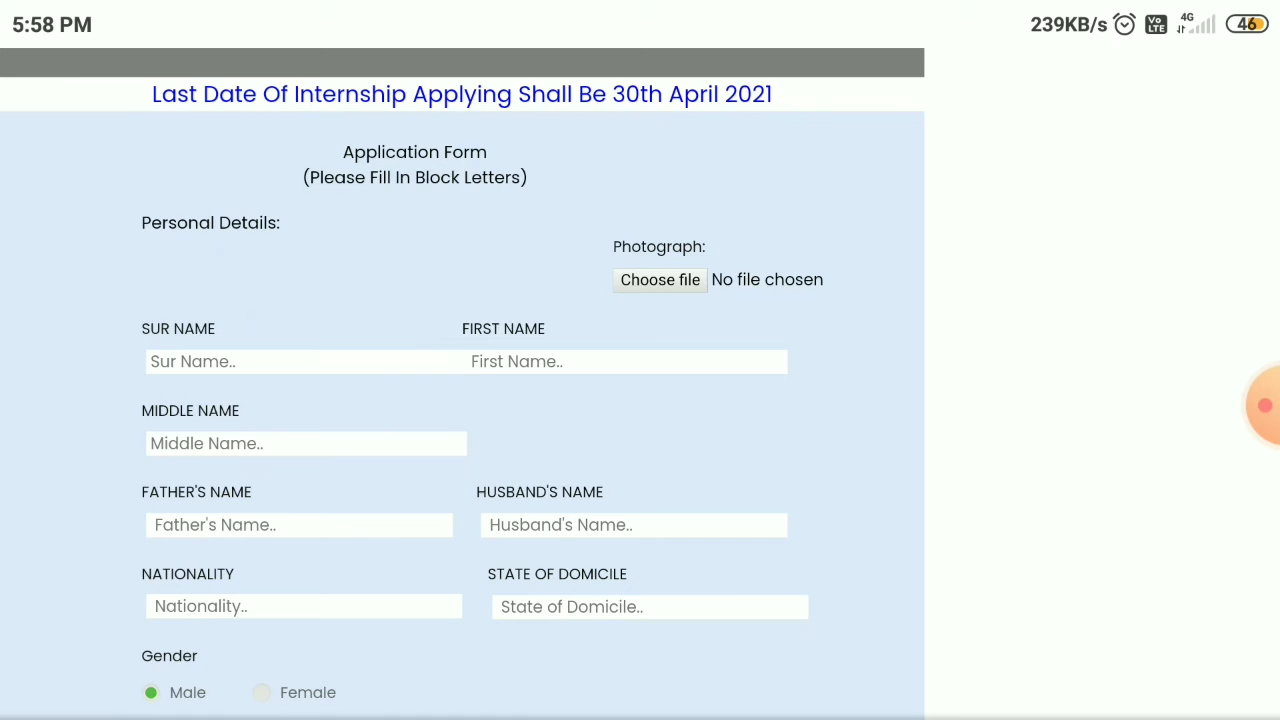 5:58 PM 239KB/s Vo LTE 4G 46
Last Date Of Internship Applying Shall Be 30th April 2021
Application Form
(Please Fill In Block Letters)
Personal Details:
Photograph:
Choose file No file chosen
SUR NAME FIRST NAME
Sur Name.. First Name..
MIDDLE NAME
Middle Name..
FATHER'S NAME HUSBAND'S NAME
Father's Name.. Husband's Name..
NATIONALITY STATE OF DOMICILE
Nationality.. State of Domicile..
Gender
Male Female